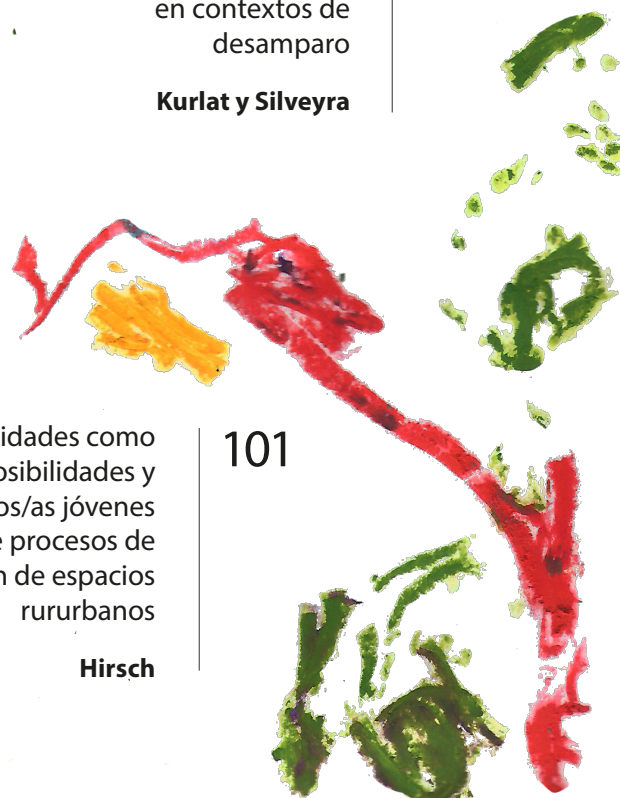 en contextos de
desamparo
Kurlat y Silveyra
idades como
osibilidades y
os/as jóvenes
e procesos de
n de espacios
rururbanos
Hirsch
101